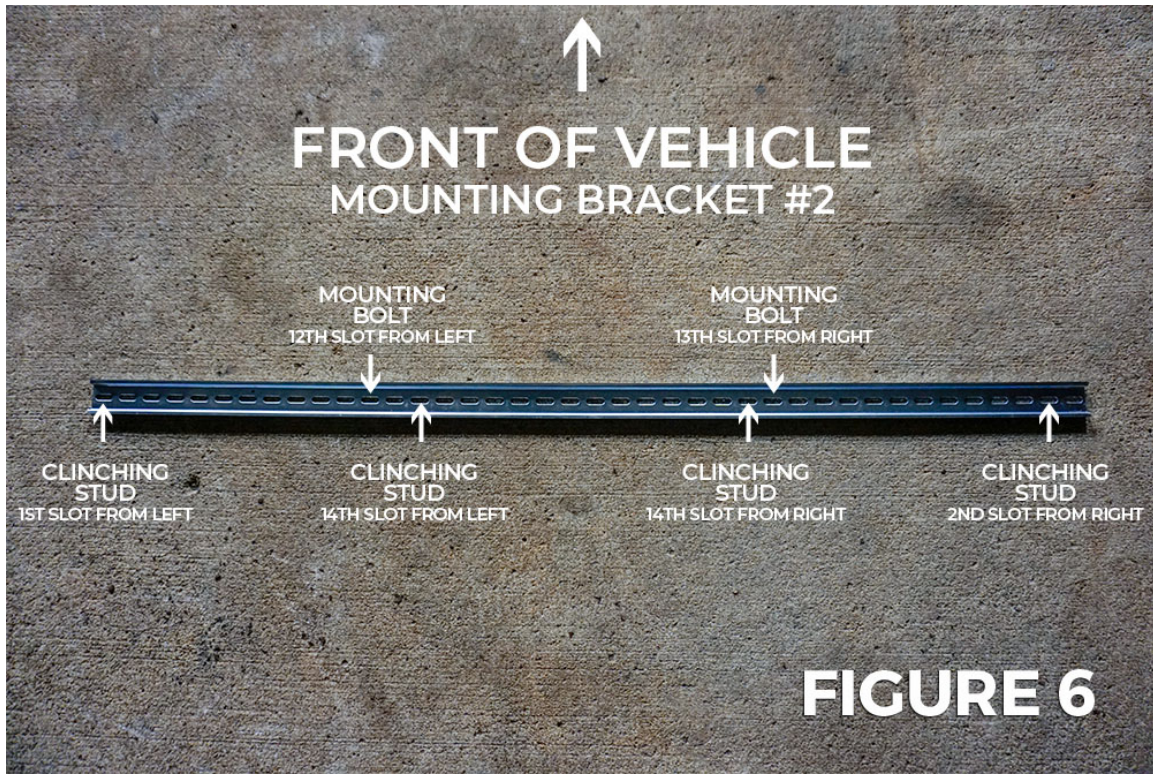 FRONT OF VEHICLE
MOUNTING BRACKET #2
MOUNTING
BOLT
12TH SLOT FROM LEFT
MOUNTING
BOLT
13TH SLOT FROM RIGHT
CLINCHING
STUD
1ST SLOT FROM LEFT
CLINCHING
STUD
14TH SLOT FROM LEFT
CLINCHING
STUD
14TH SLOT FROM RIGHT
CLINCHING
STUD
2ND SLOT FROM RIGHT
FIGURE 6